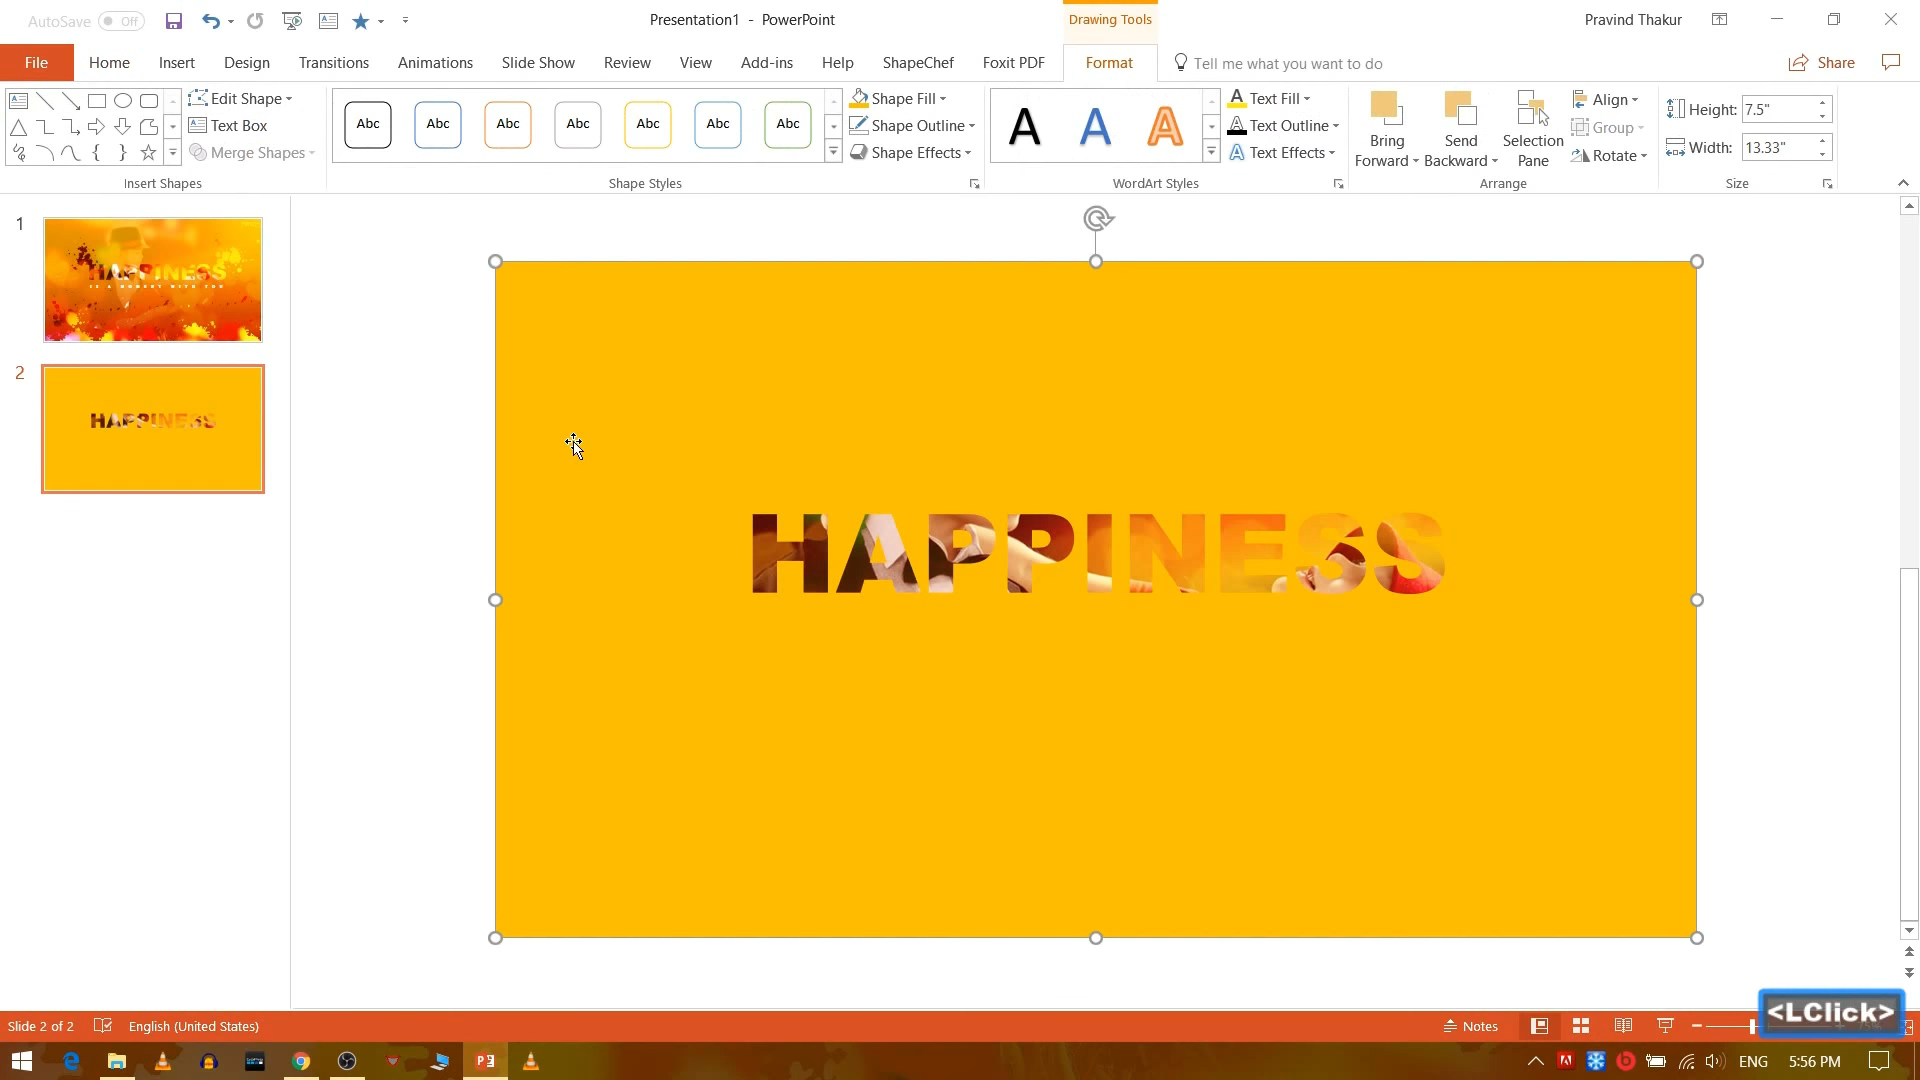 AutoSave Off
Presentation1 - PowerPoint
Drawing Tools
Pravind Thakur
File Home Insert Design Transitions Animations Slide Show Review View Add-ins Help ShapeChef Foxit PDF Format Tell me what you want to do Share
Edit Shape
Text Box
Merge Shapes
Insert Shapes
Abc Abc Abc Abc Abc Abc Abc
Shape Fill
Shape Outline
Shape Effects
Shape Styles
A A A
Text Fill
Text Outline
Text Effects
WordArt Styles
Bring Forward
Send Backward
Selection Pane
Align
Group
Rotate
Arrange
Height: 7.5"
Width: 13.33"
Size
1
HAPPINESS
IS A MOMENT WITH YOU
2
HAPPINESS
HAPPINESS
<LClick>
Slide 2 of 2 English (United States) Notes
ENG 5:56 PM